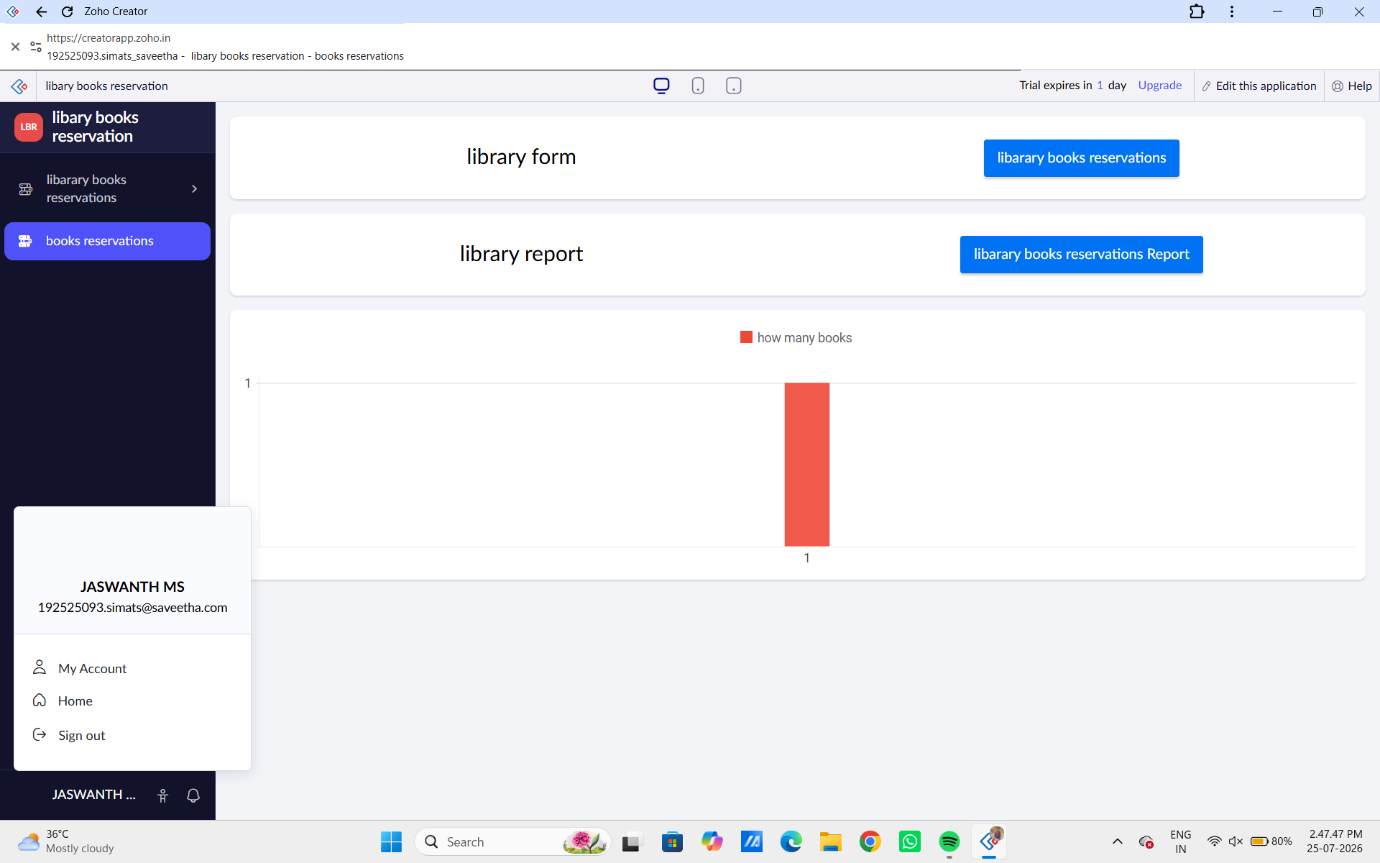 Zoho Creator
https://creatorapp.zoho.in
192525093.simats_saveetha - libary books reservation - books reservations
libary books reservation
Trial expires in 1 day Upgrade
Edit this application
Help
LBR
libary books
reservation
libarary books
reservations
books reservations
library form
libarary books reservations
library report
libarary books reservations Report
how many books
1
1
JASWANTH MS
192525093.simats@saveetha.com
My Account
Home
Sign out
JASWANTH ...
36°C
Mostly cloudy
Search
ENG
IN
80%
2.47.47 PM
25-07-2026